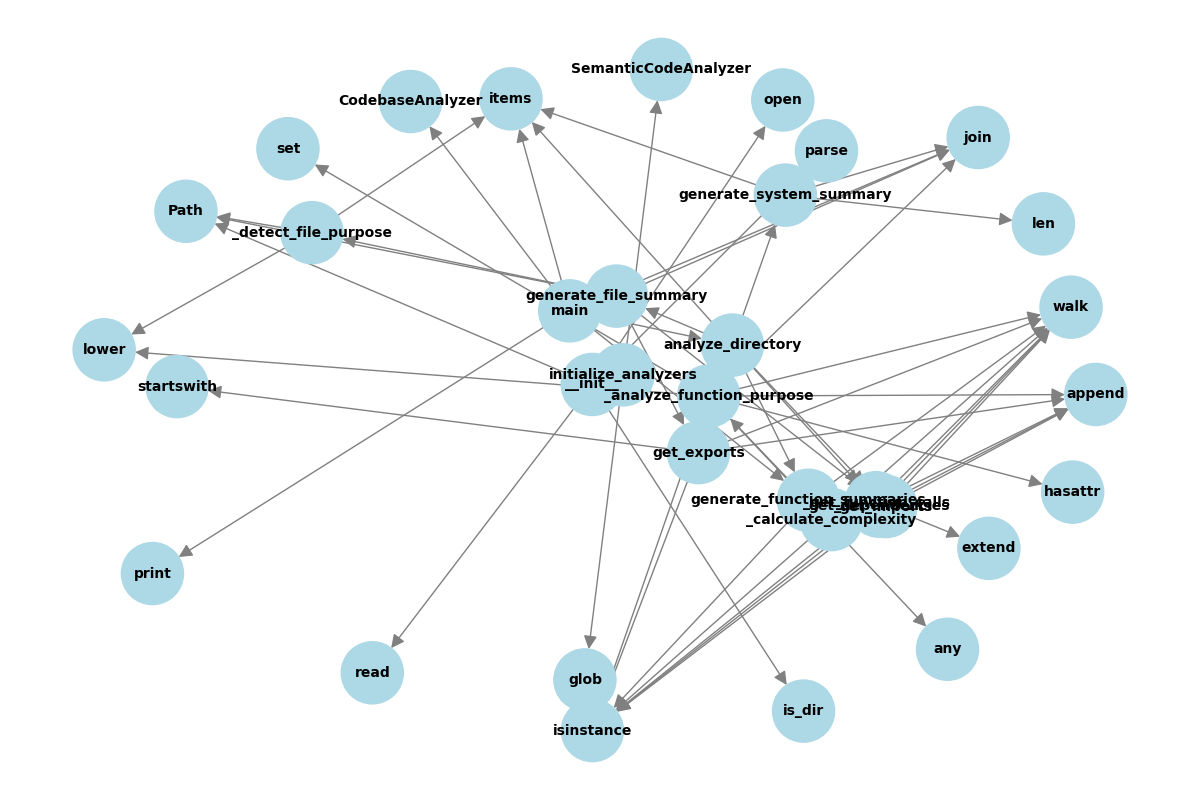 SemanticCodeAnalyzer
CodebaseAnalyzer
items
open
join
set
parse
generate_system_summary
Path
_detect_file_purpose
len
generate_file_summary
main
walk
analyze_directory
lower
startswith
initialize_analyzers
__init__
_analyze_function_purpose
append
get_exports
hasattr
generate_function_summaries
_calculate_complexity
extend
print
any
read
glob
is_dir
isinstance